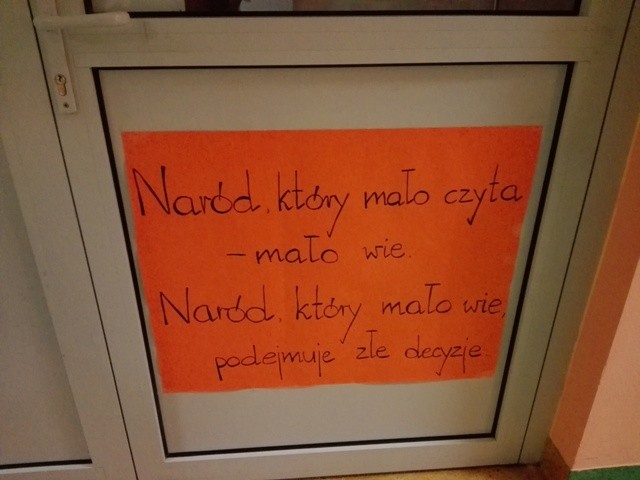 Naród, który mało czyta
– mało wie.
Naród, który mało wie,
podejmuje złe decyzje.